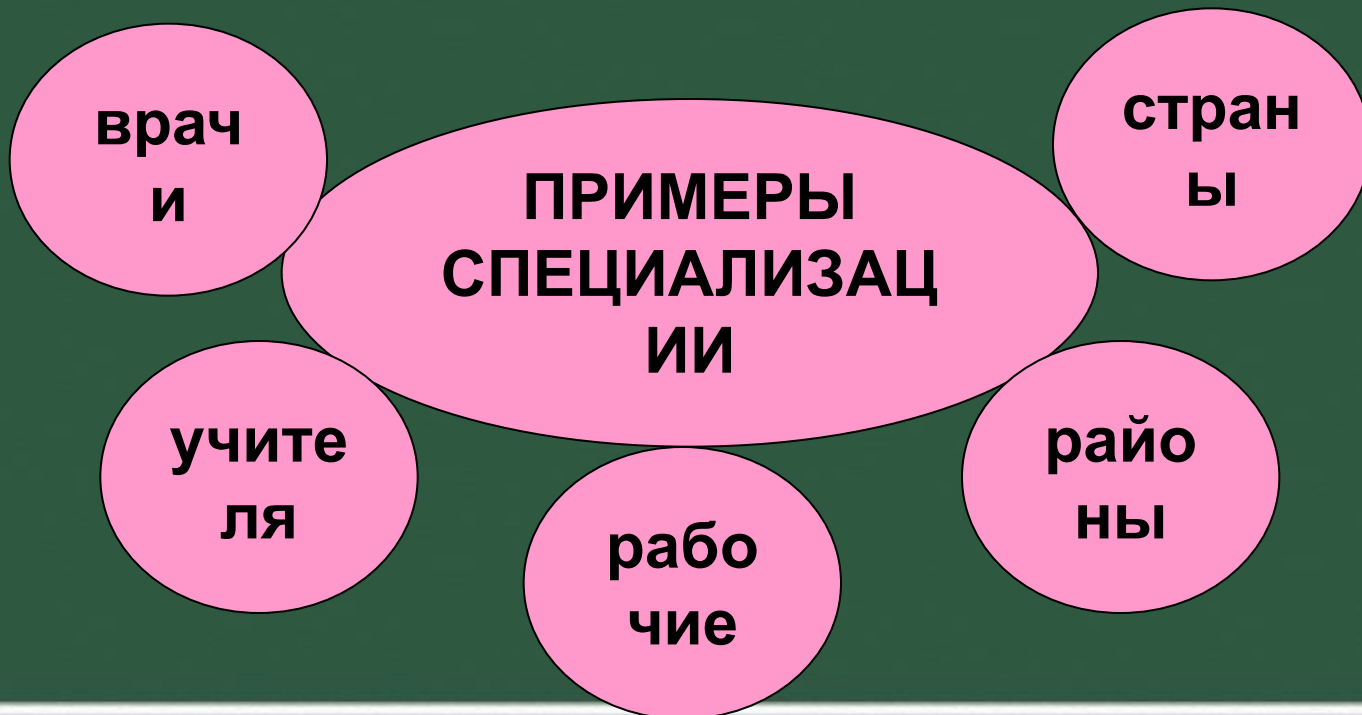 врач
и
ПРИМЕРЫ
СПЕЦИАЛИЗАЦ
ИИ
стран
ы
учите
ля
рабо
чие
райо
ны